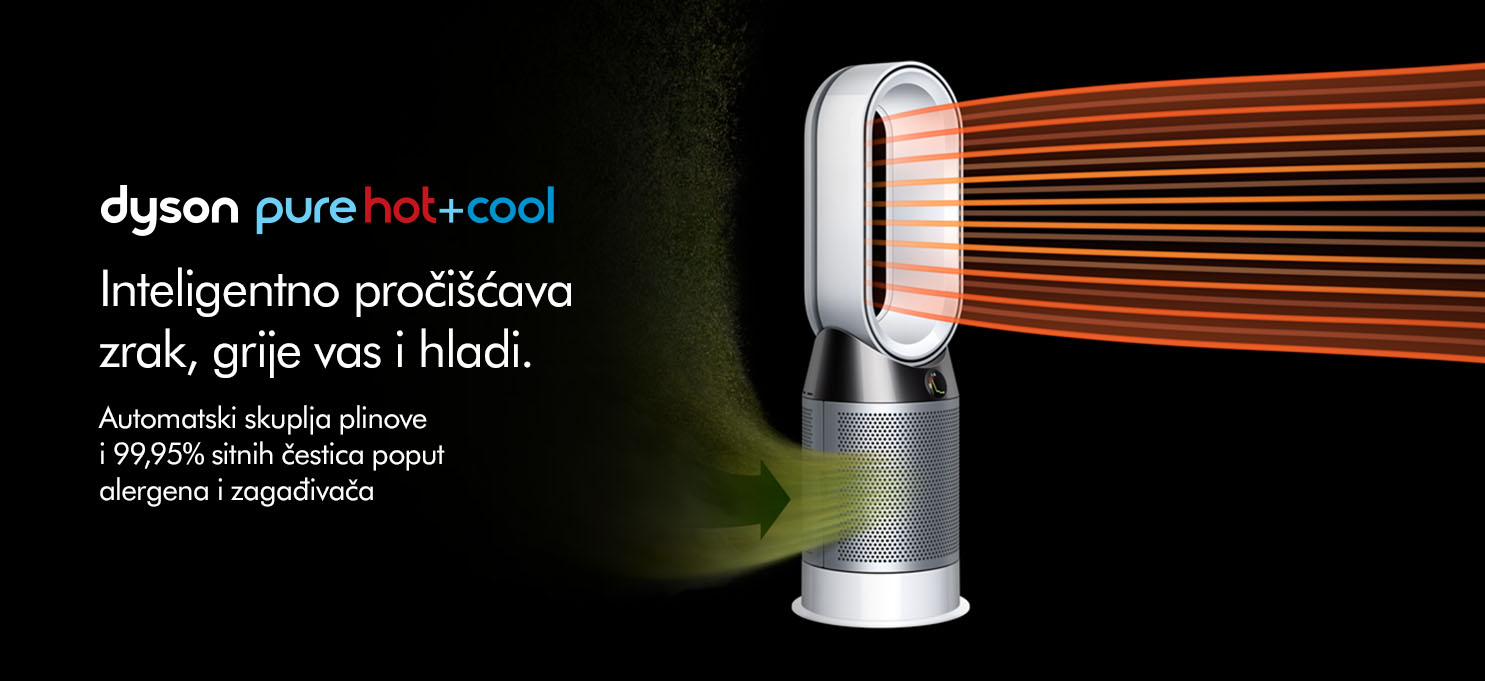 dyson pure hot+cool
Inteligentno pročišćava
zrak, grije vas i hladi.
Automatski skuplja plinove
i 99,95% sitnih čestica poput
alergena i zagađivača